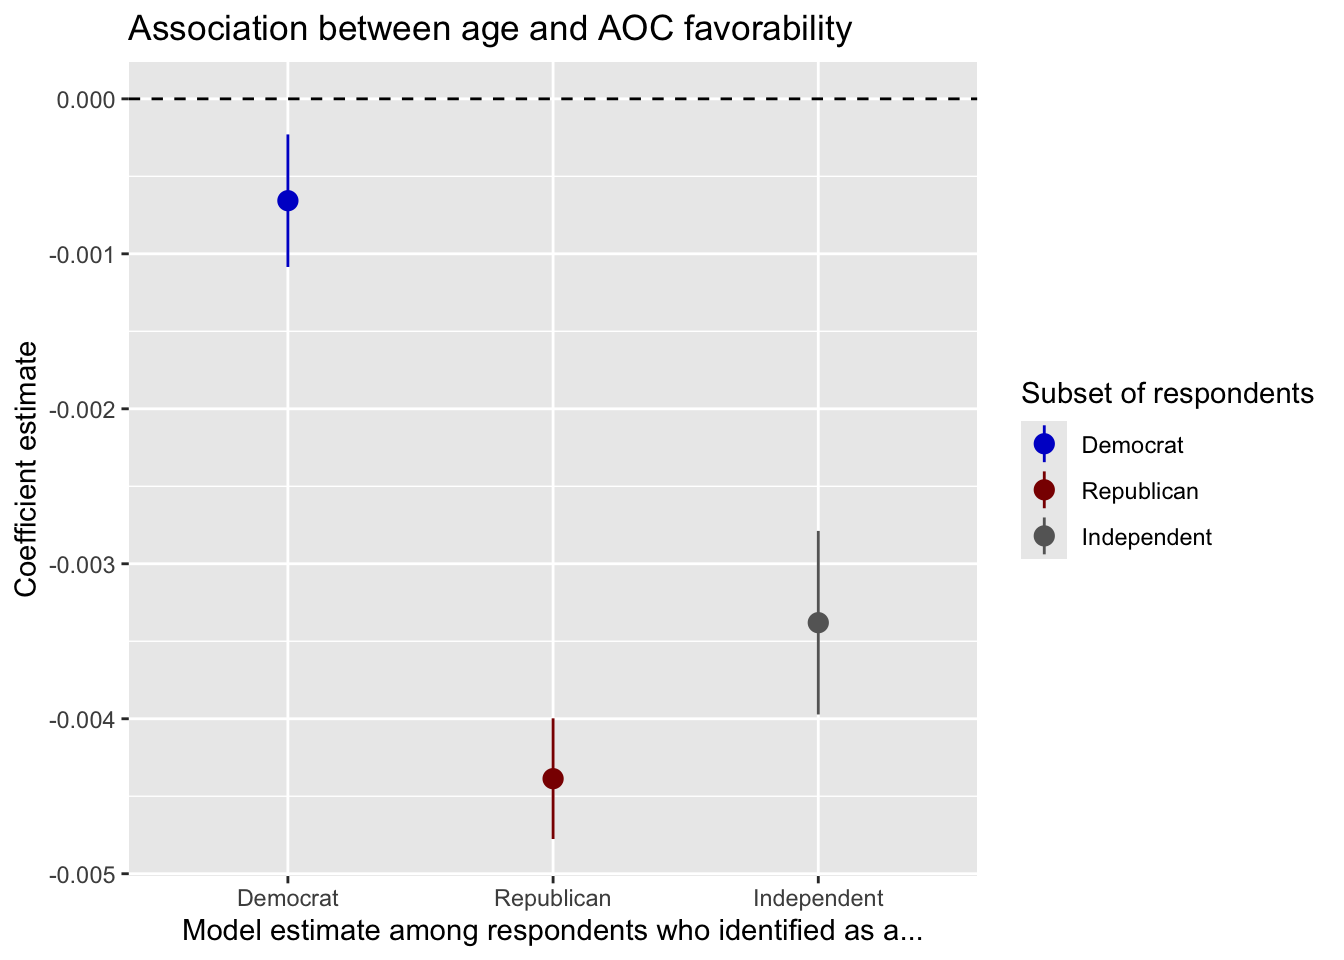 Association between age and AOC favorability
Coefficient estimate
0.000
-0.001
-0.002
-0.003
-0.004
-0.005
Democrat
Republican
Independent
Model estimate among respondents who identified as a...
Subset of respondents
Democrat
Republican
Independent